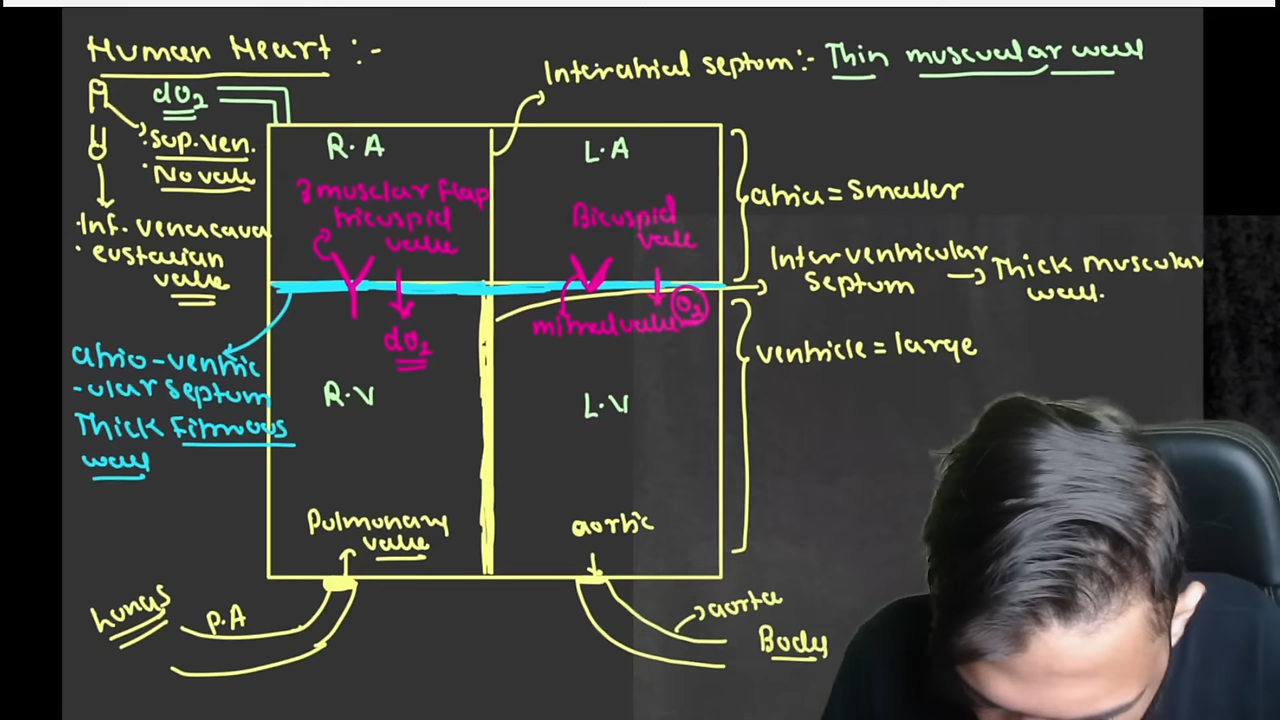 Human Heart :-
Interatrial septum :- Thin muscular wall
dO2
Sup. ven.
No valve
R.A
L.A
3 musclar flap
tricuspid
valve
Bicuspid
valve
atria = Smaller
Inf. venacava
eustarian
valve
Interventricular
Septum → Thick muscular
wall.
mitral valve
O2
dO2
ventricle = large
atrio-ventric
-ular septum
Thick Fibrous
wall
R.V
L.V
Pulmonary
valve
aortic
Lungs
P.A
aorta
Body